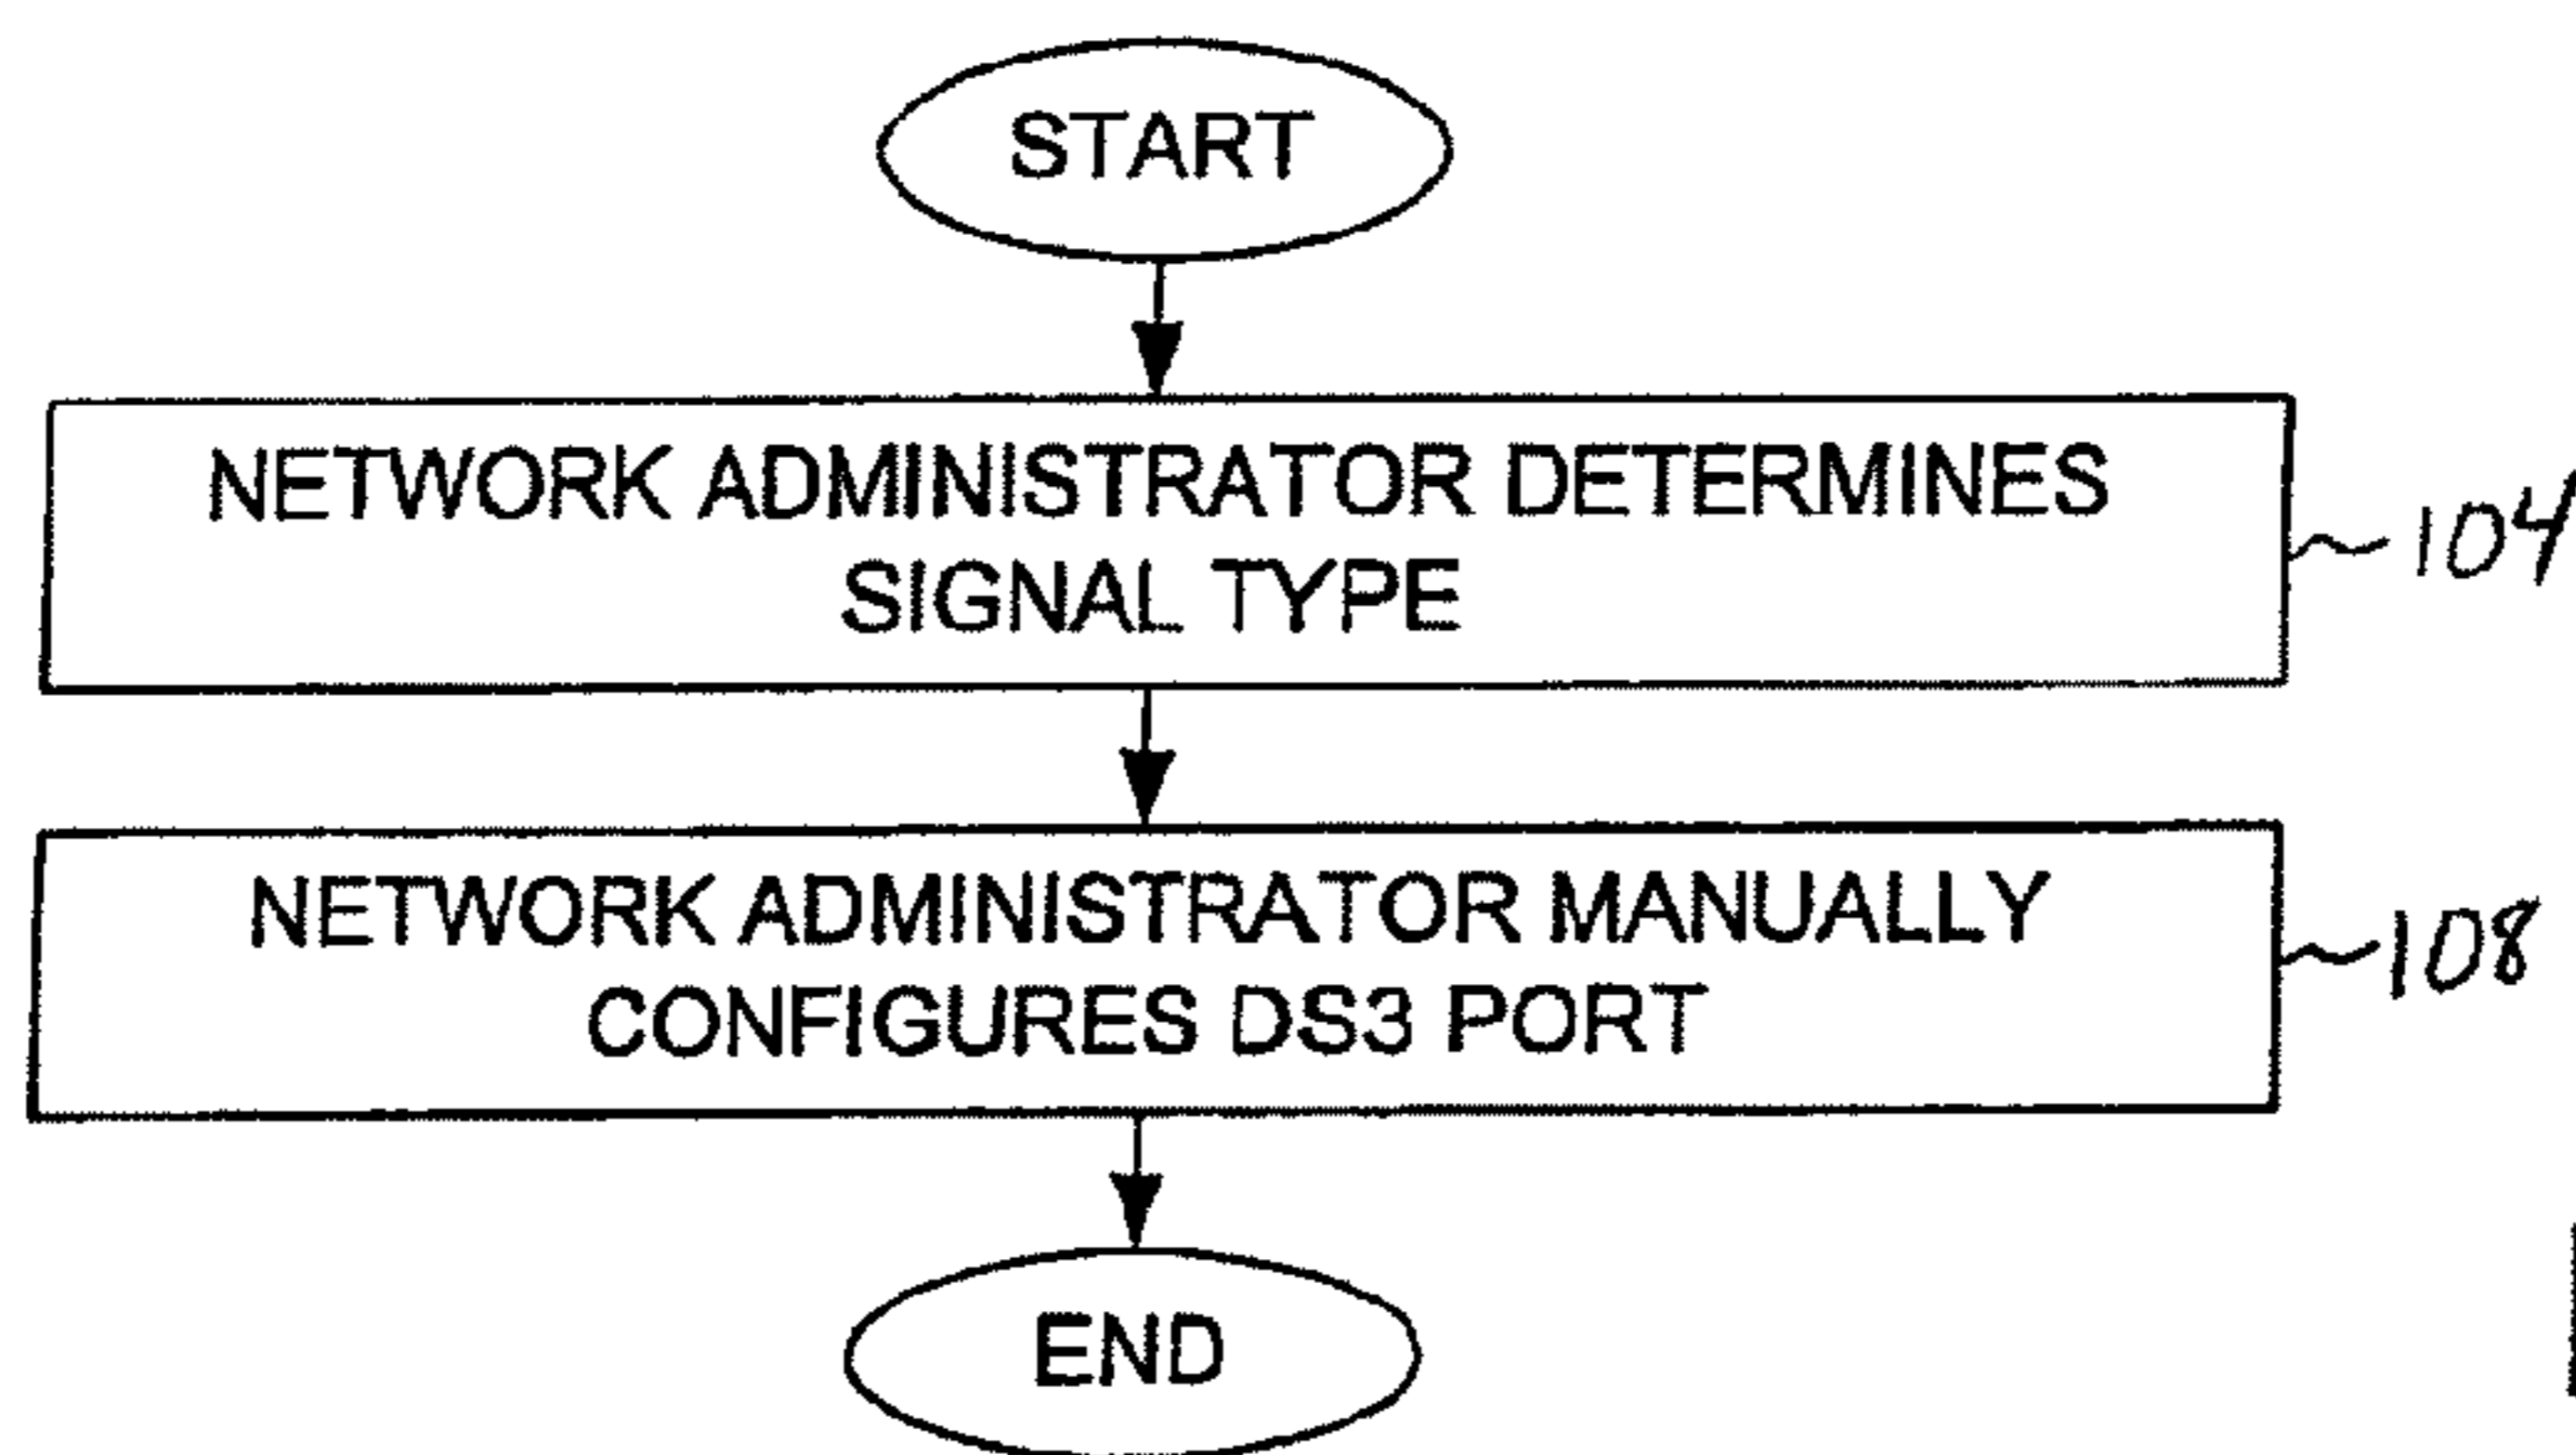 START
NETWORK ADMINISTRATOR DETERMINES
SIGNAL TYPE
104
NETWORK ADMINISTRATOR MANUALLY
CONFIGURES DS3 PORT
108
END